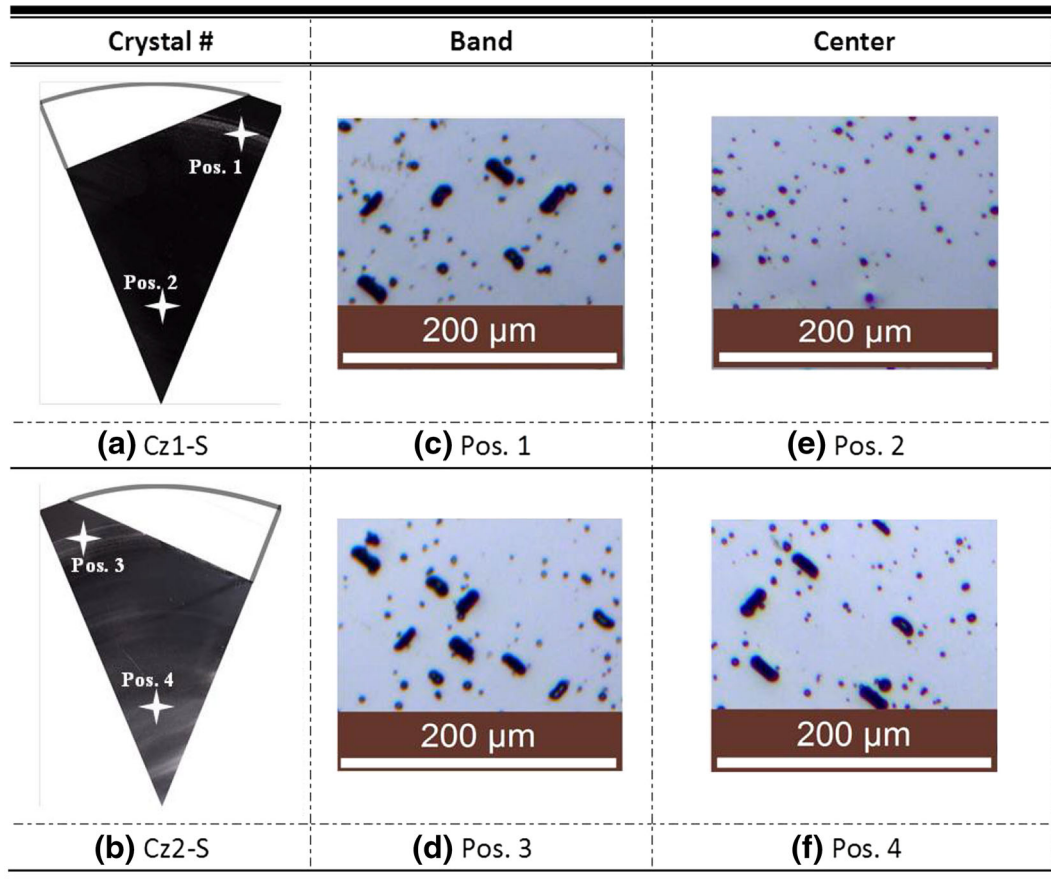 Crystal # Band Center
Pos. 1
Pos. 2
200 µm 200 µm
(a) Cz1-S (c) Pos. 1 (e) Pos. 2
Pos. 3
Pos. 4
200 µm 200 µm
(b) Cz2-S (d) Pos. 3 (f) Pos. 4